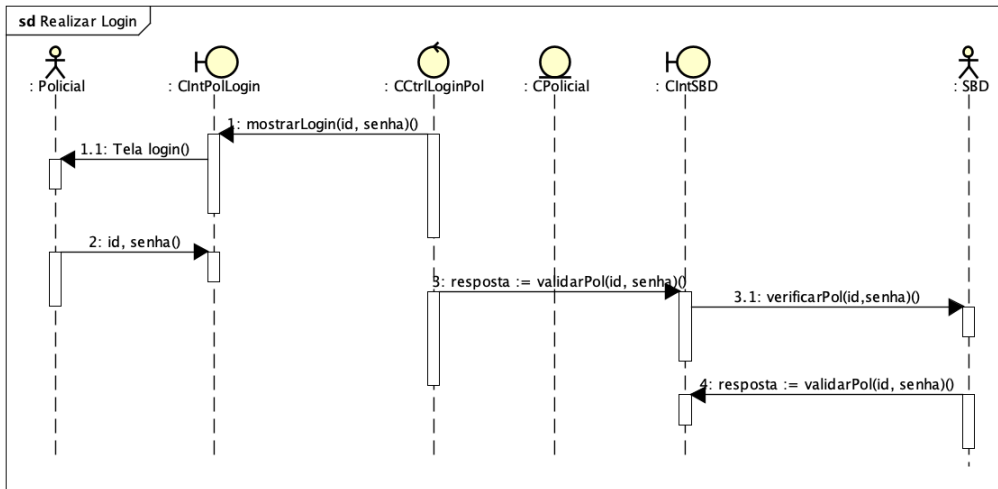 sd Realizar Login
: Policial
: CIntPolLogin
: CCtrlLoginPol
: CPolicial
: CIntSBD
: SBD
1: mostrarLogin(id, senha)()
1.1: Tela login()
2: id, senha()
3: resposta := validarPol(id, senha)()
3.1: verificarPol(id,senha)()
4: resposta := validarPol(id, senha)()